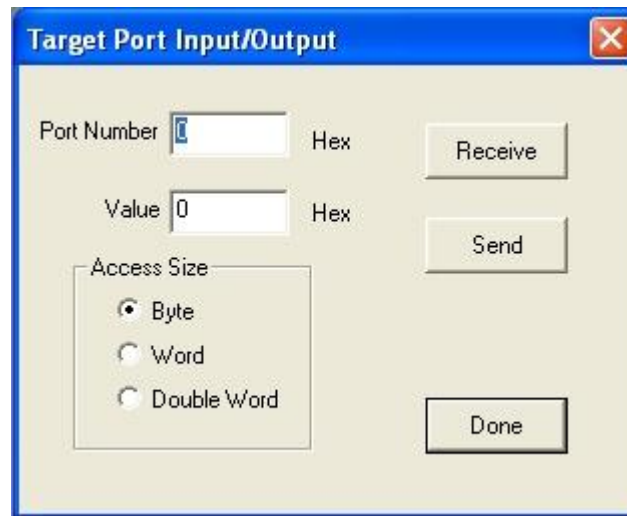 Target Port Input/Output
Port Number 0 Hex
Receive
Value 0 Hex
Send
Access Size
Byte
Word
Double Word
Done